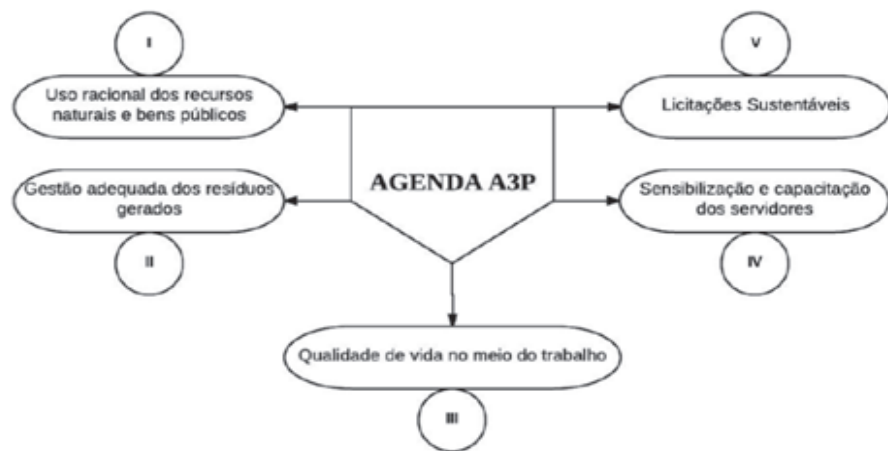 I
Uso racional dos recursos
naturais e bens públicos
V
Licitações Sustentáveis
AGENDA A3P
Gestão adequada dos resíduos
gerados
II
Sensibilização e capacitação
dos servidores
IV
Qualidade de vida no meio do trabalho
III